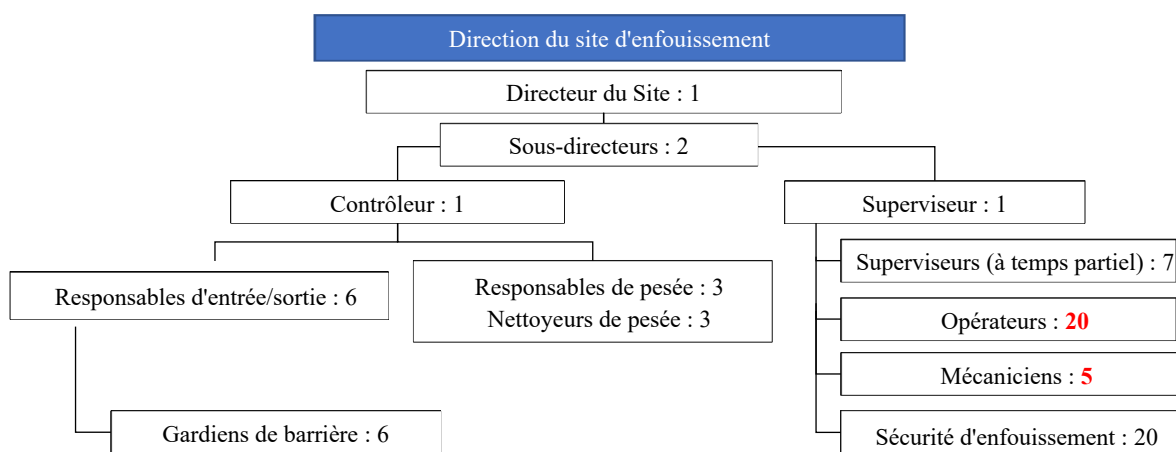 Direction du site d'enfouissement
Directeur du Site : 1
Sous-directeurs : 2
Contrôleur : 1
Superviseur : 1
Responsables d'entrée/sortie : 6
Responsables de pesée : 3
Nettoyeurs de pesée : 3
Gardiens de barrière : 6
Superviseurs (à temps partiel) : 7
Opérateurs : 20
Mécaniciens : 5
Sécurité d'enfouissement : 20